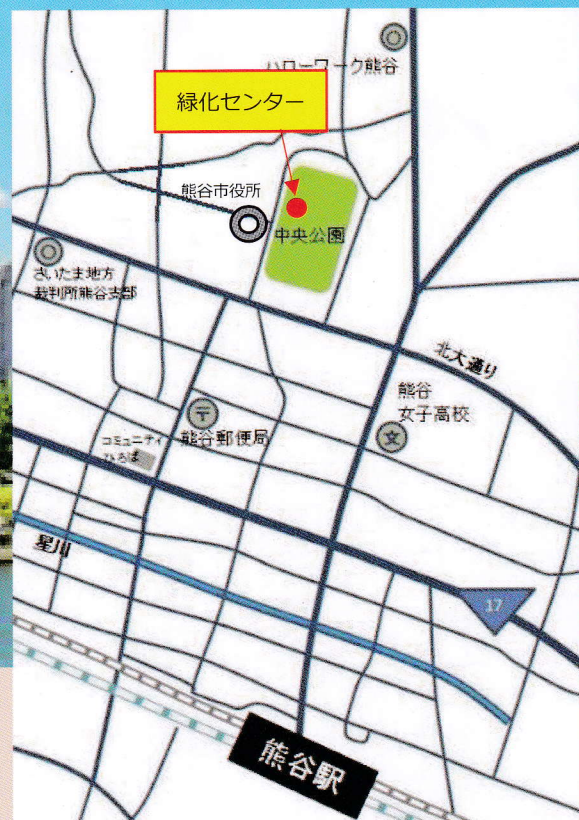 ハローワーク熊谷
緑化センター
熊谷市役所
中央公園
さいたま地方
裁判所熊谷支部
北大通り
熊谷
女子高校
〒
熊谷郵便局
文
コミュニティ
ひろば
星川
17
熊谷駅